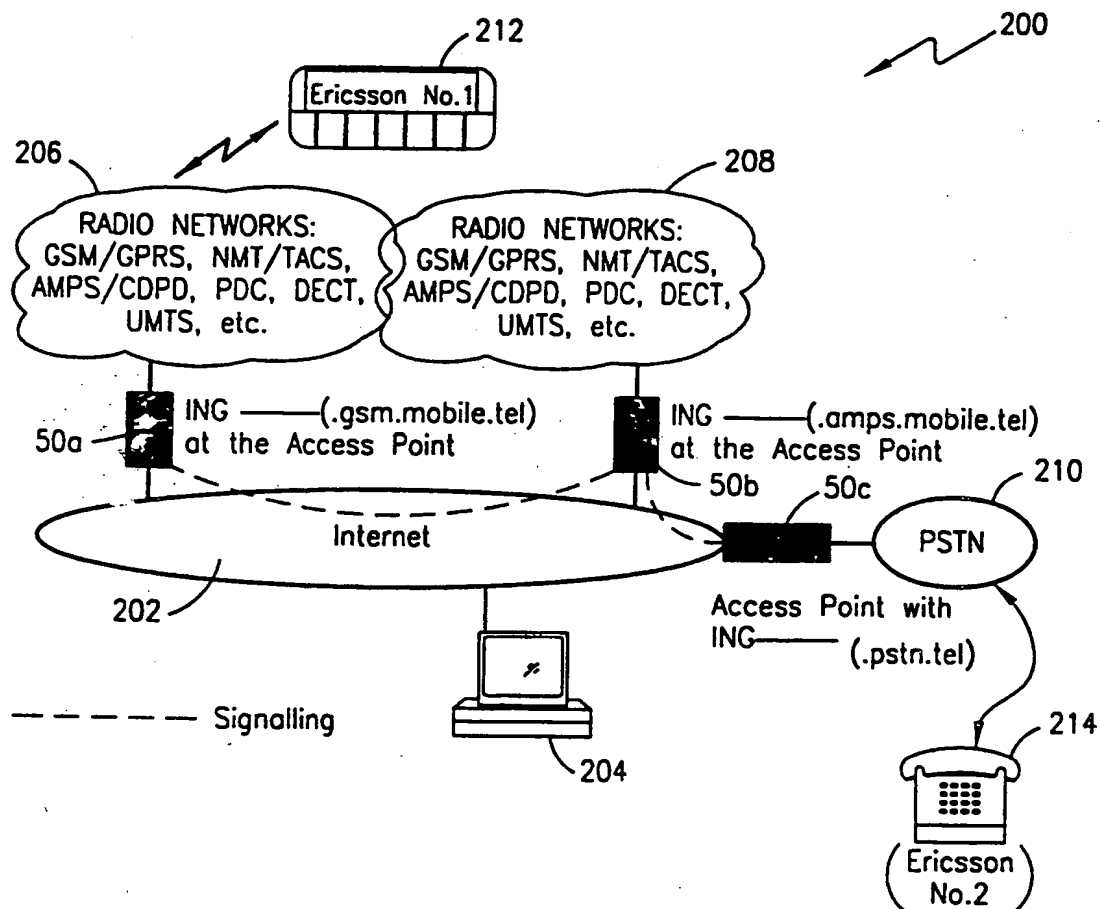 212
200
Ericsson No.1
206
208
RADIO NETWORKS:
GSM/GPRS, NMT/TACS,
AMPS/CDPD, PDC, DECT,
UMTS, etc.
RADIO NETWORKS:
GSM/GPRS, NMT/TACS,
AMPS/CDPD, PDC, DECT,
UMTS, etc.
50a
ING (.gsm.mobile.tel)
at the Access Point
ING (.amps.mobile.tel)
at the Access Point
50b
50c
210
Internet
PSTN
202
Access Point with
ING (.pstn.tel)
Signalling
204
214
(Ericsson
No.2)